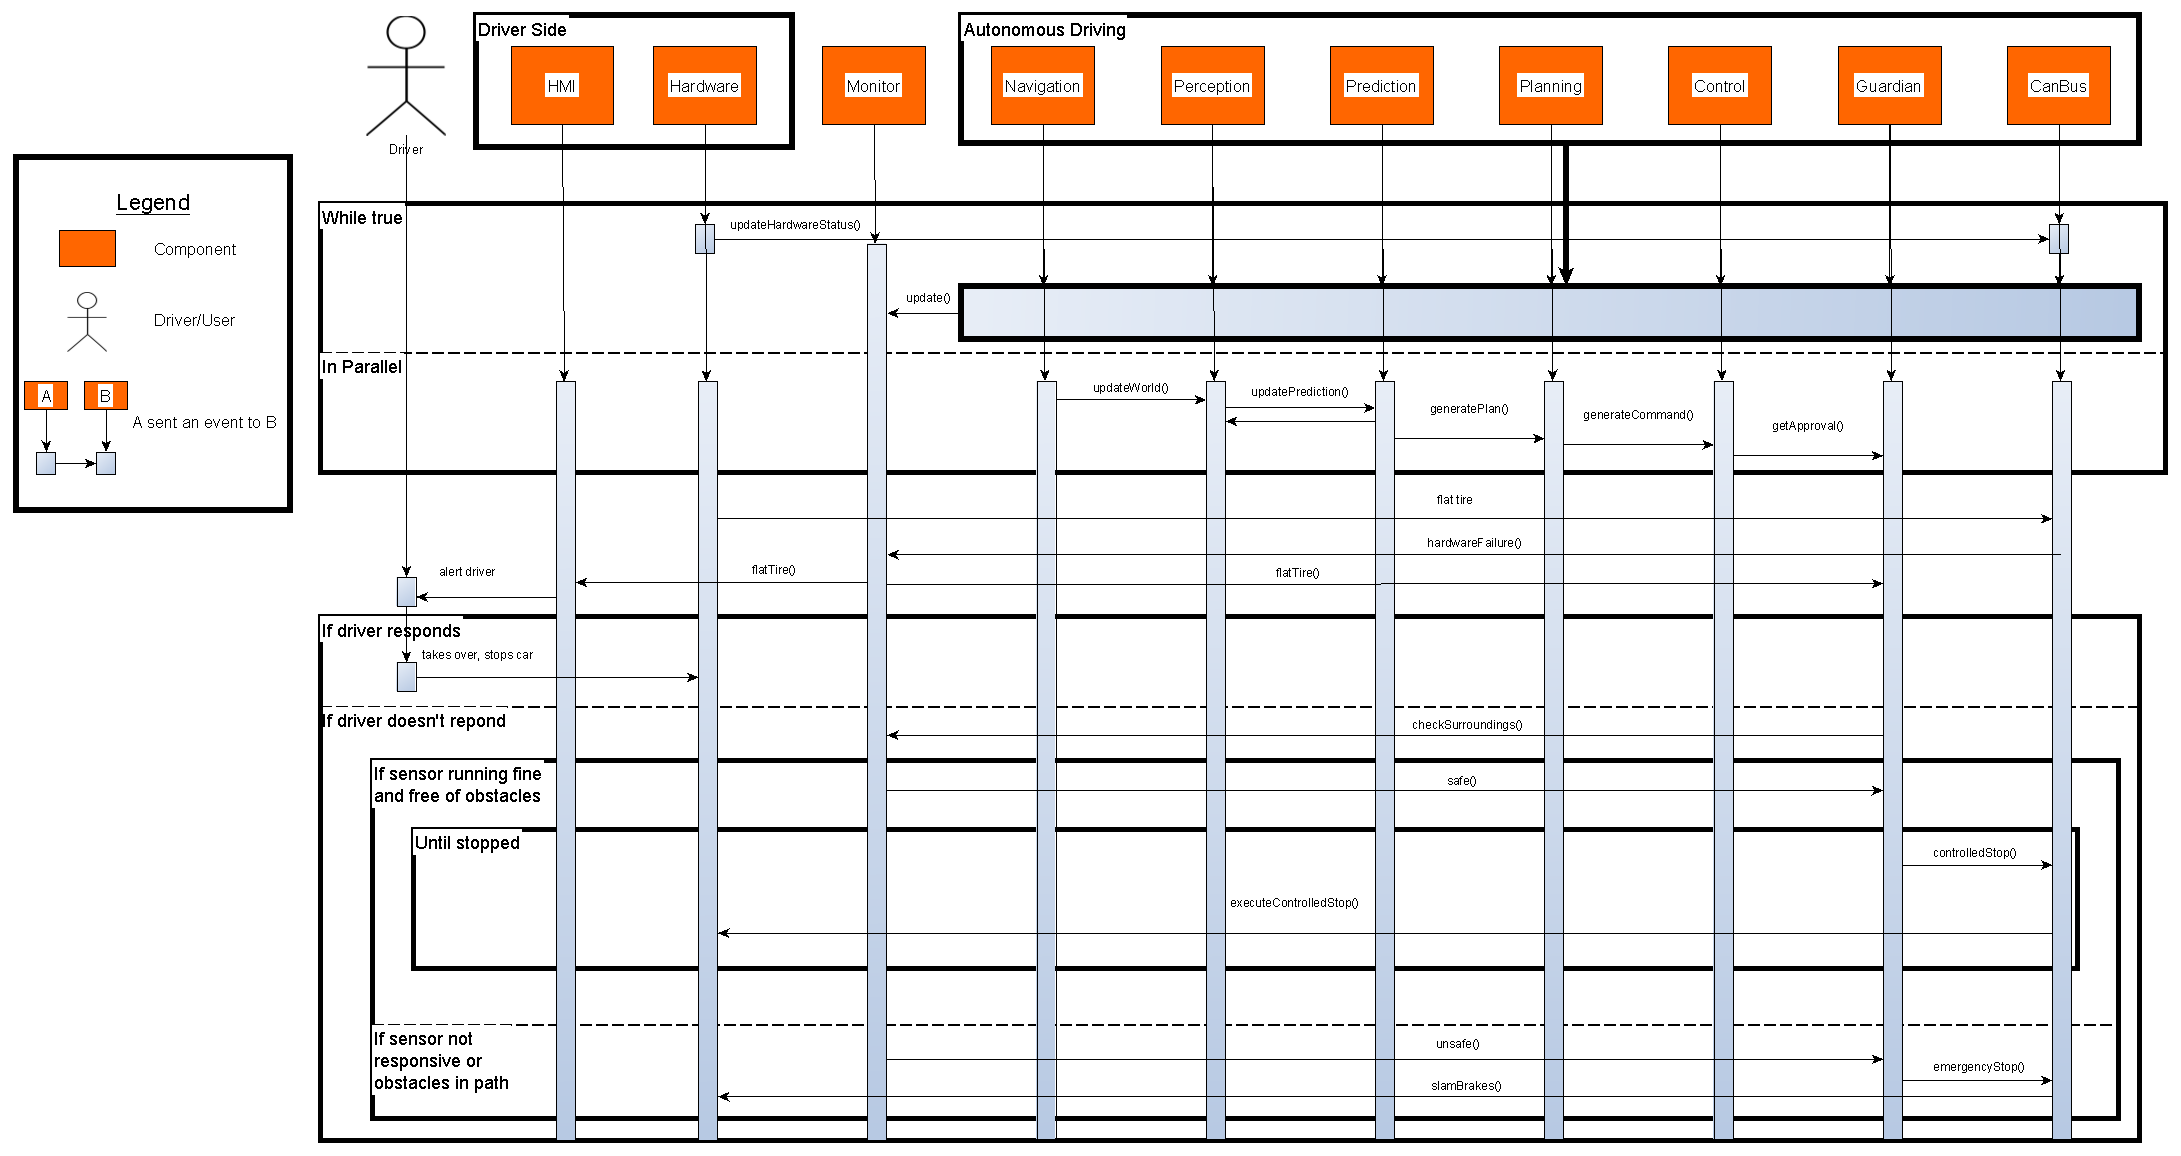 Driver Side
Autonomous Driving
HMI
Hardware
Monitor
Navigation
Perception
Prediction
Planning
Control
Guardian
CanBus
Driver
Legend
Component
Driver/User
A
B
A sent an event to B
While true
updateHardwareStatus()
update()
In Parallel
updateWorld()
updatePrediction()
generatePlan()
generateCommand()
getApproval()
flat tire
hardwareFailure()
alert driver
flatTire()
flatTire()
If driver responds
takes over, stops car
If driver doesn't repond
checkSurroundings()
If sensor running fine
and free of obstacles
safe()
Until stopped
controlledStop()
executeControlledStop()
If sensor not
responsive or
obstacles in path
unsafe()
emergencyStop()
slamBrakes()